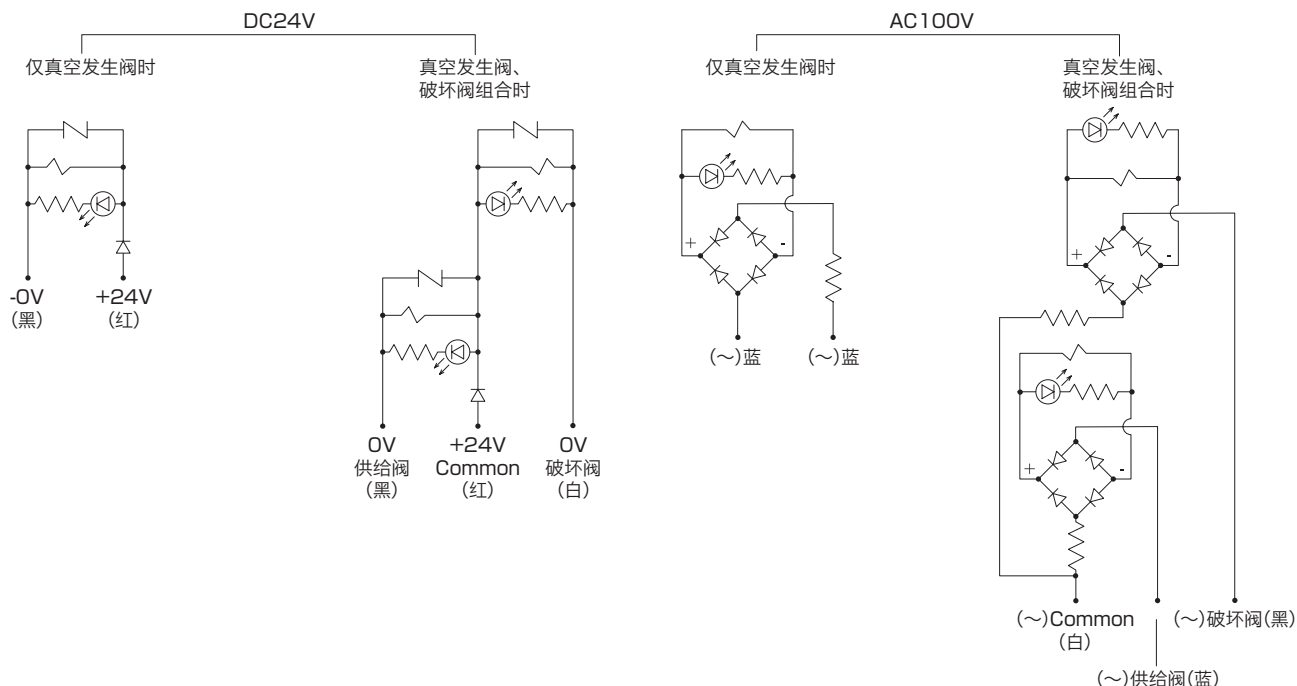 DC24V
仅真空发生阀时
真空发生阀、
破坏阀组合时
-0V
(黑)
+24V
(红)
0V
供给阀
(黑)
+24V
Common
(红)
0V
破坏阀
(白)
AC100V
仅真空发生阀时
真空发生阀、
破坏阀组合时
+
-
(～)蓝
(～)蓝
+
-
+
-
(～)Common
(白)
(～)破坏阀(黑)
(～)供给阀(蓝)